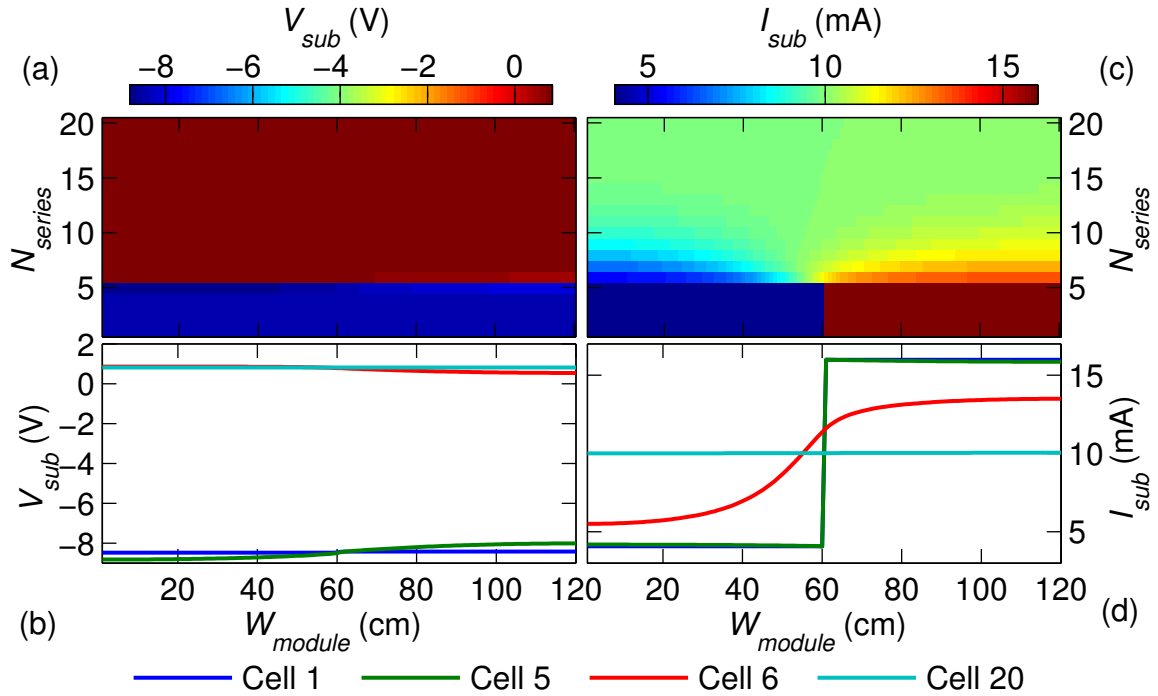 V_sub (V)
I_sub (mA)
(a)
−8 −6 −4 −2 0
5 10 15
(c)
20
15
10
5
N_series
20
15
10
5
N_series
2
0
−2
−4
−6
−8
V_sub (V)
15
10
5
I_sub (mA)
20 40 60 80 100 120
20 40 60 80 100 120
(b)
W_module (cm)
W_module (cm)
(d)
Cell 1 Cell 5 Cell 6 Cell 20